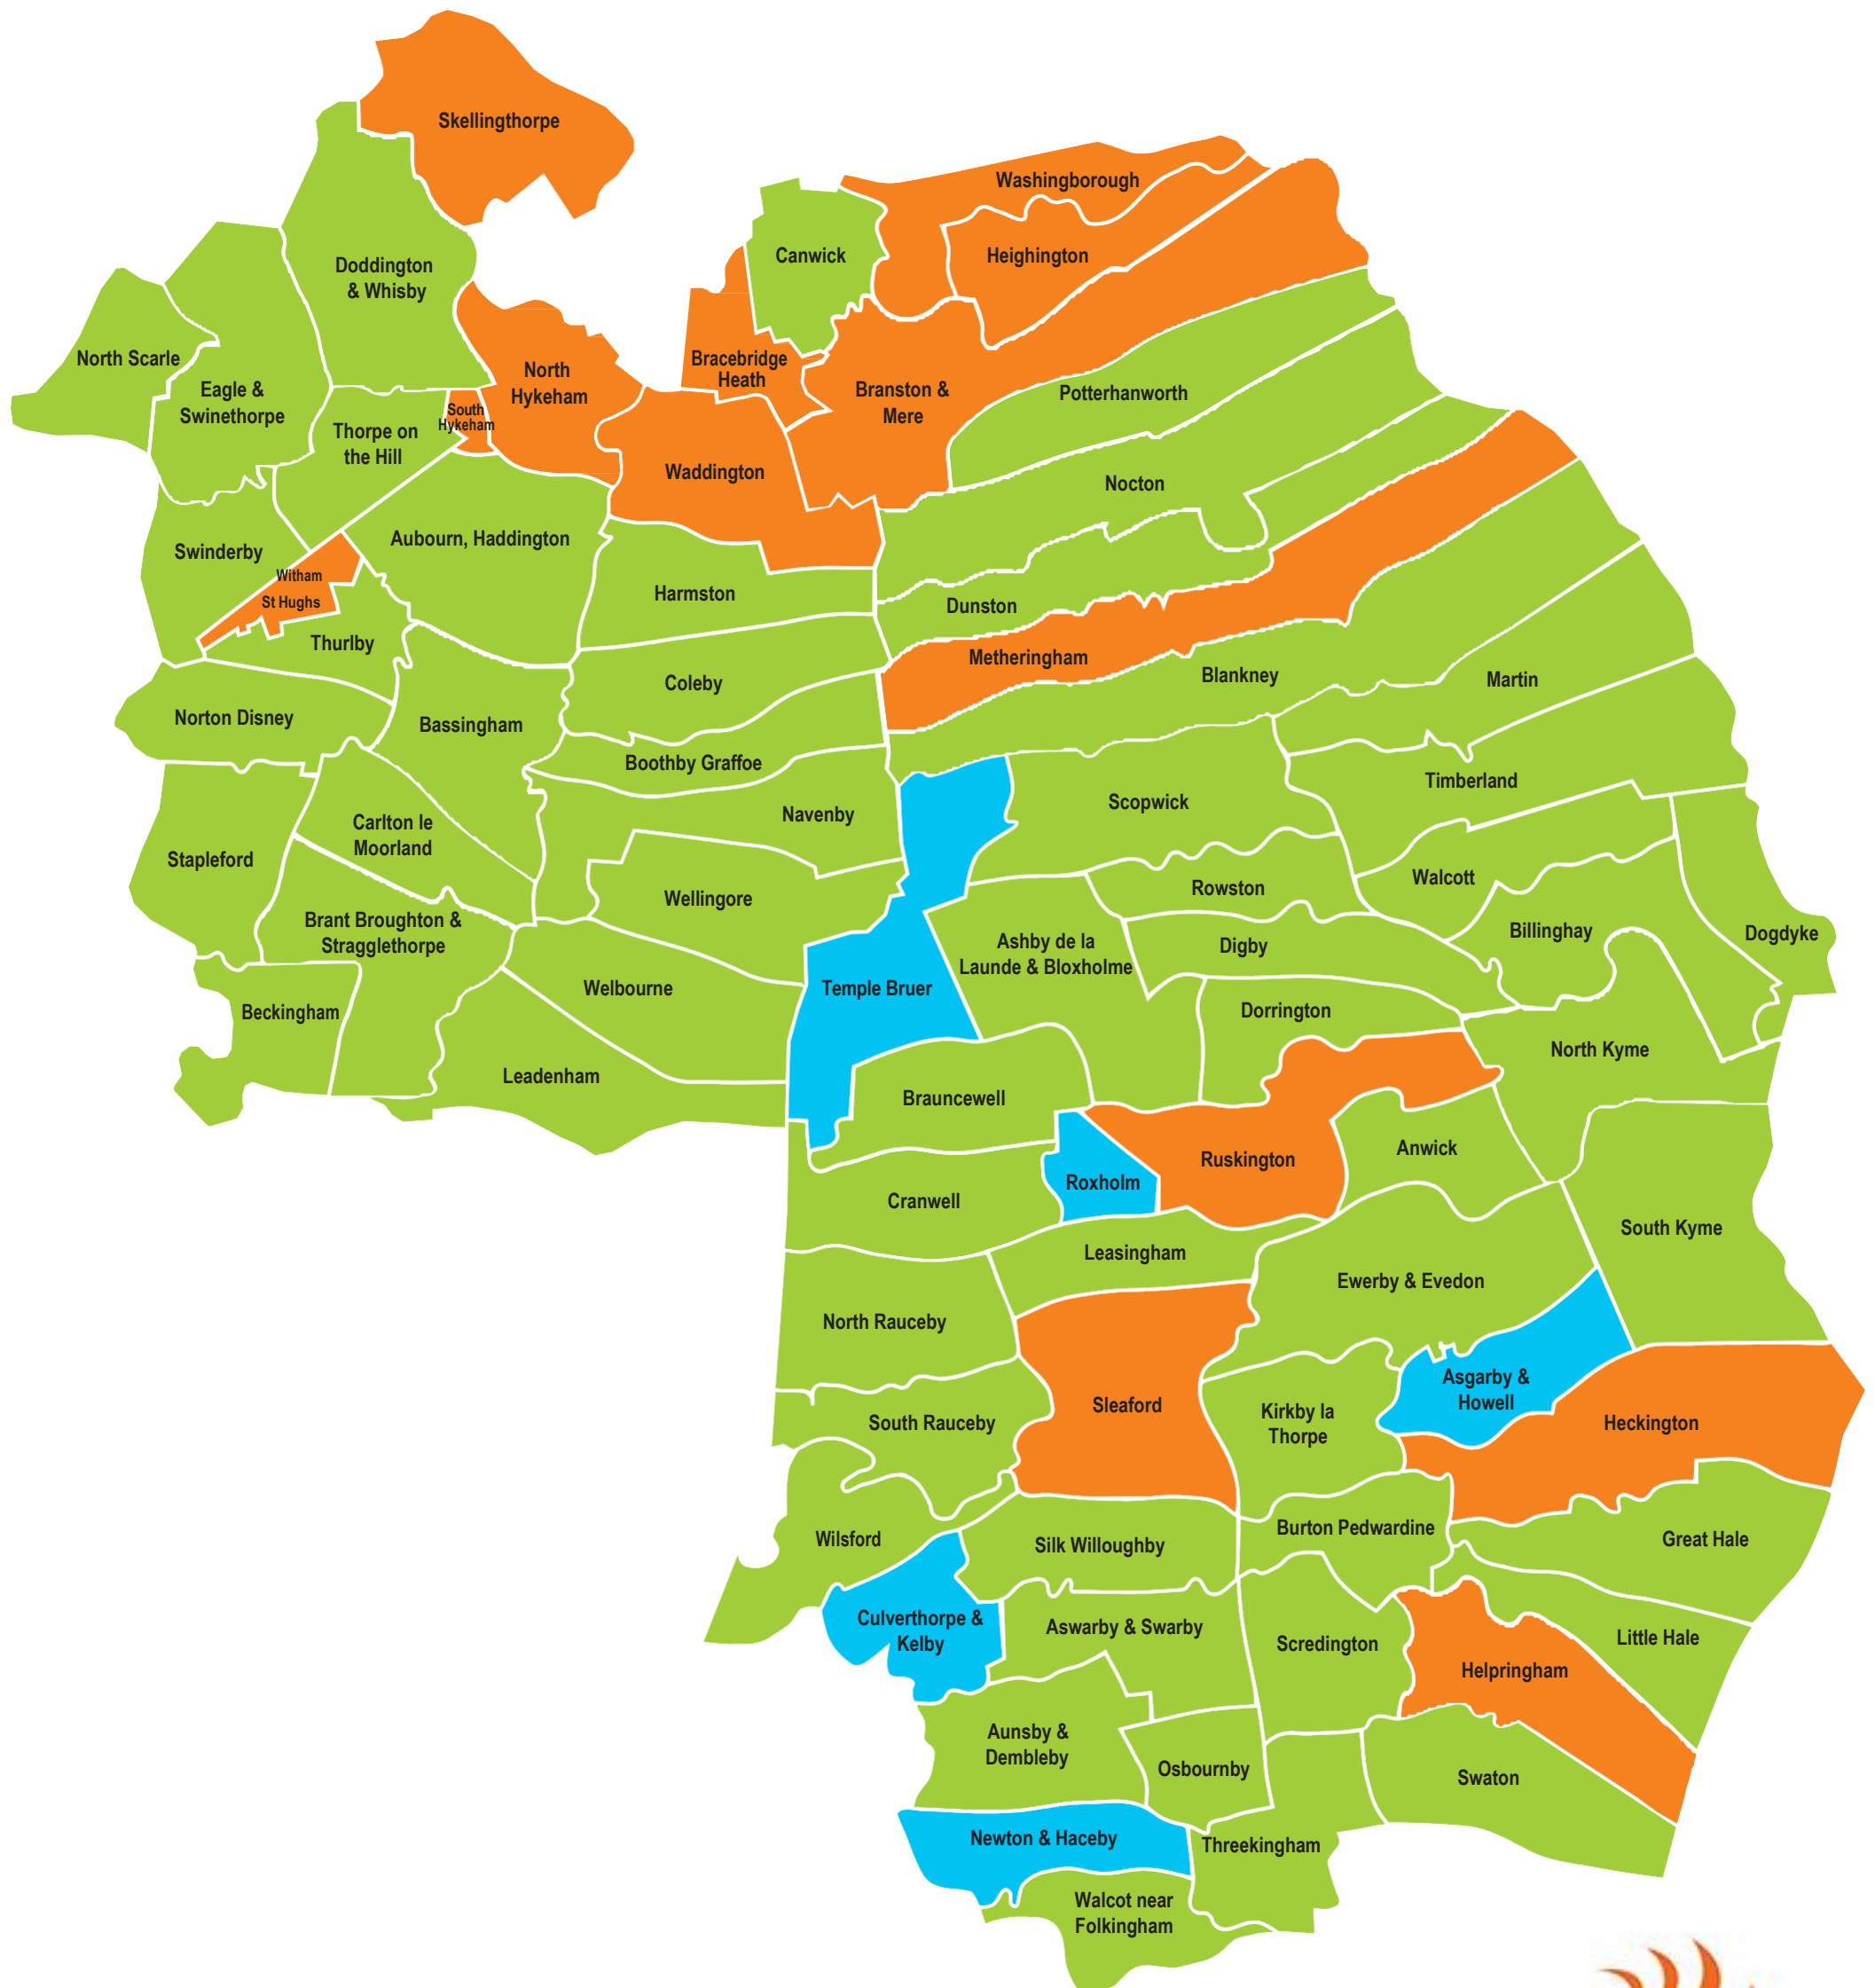 Skellingthorpe
Washingborough
Canwick
Heighington
Doddington
& Whisby
North Scarle
Bracebridge
Heath
North
Hykeham
Eagle &
Swinethorpe
Branston &
Mere
Potterhanworth
South
Hykeham
Thorpe on
the Hill
Waddington
Nocton
Aubourn, Haddington
Swinderby
Witham
St Hughs
Harmston
Dunston
Thurlby
Metheringham
Blankney
Martin
Coleby
Norton Disney
Bassingham
Boothby Graffoe
Timberland
Scopwick
Navenby
Carlton le
Moorland
Stapleford
Walcott
Rowston
Wellingore
Brant Broughton &
Stragglethorpe
Billinghay
Dogdyke
Ashby de la
Launde & Bloxholme
Digby
Temple Bruer
Welbourne
Beckingham
Dorrington
North Kyme
Leadenham
Brauncewell
Anwick
Ruskington
Roxholm
Cranwell
South Kyme
Leasingham
Ewerby & Evedon
North Rauceby
Asgarby &
Howell
Sleaford
Kirkby la
Thorpe
South Rauceby
Heckington
Burton Pedwardine
Wilsford
Silk Willoughby
Great Hale
Culverthorpe &
Kelby
Aswarby & Swarby
Scredington
Little Hale
Helpringham
Aunsby &
Dembleby
Osbournby
Swaton
Newton & Haceby
Threekingham
Walcot near
Folkingham